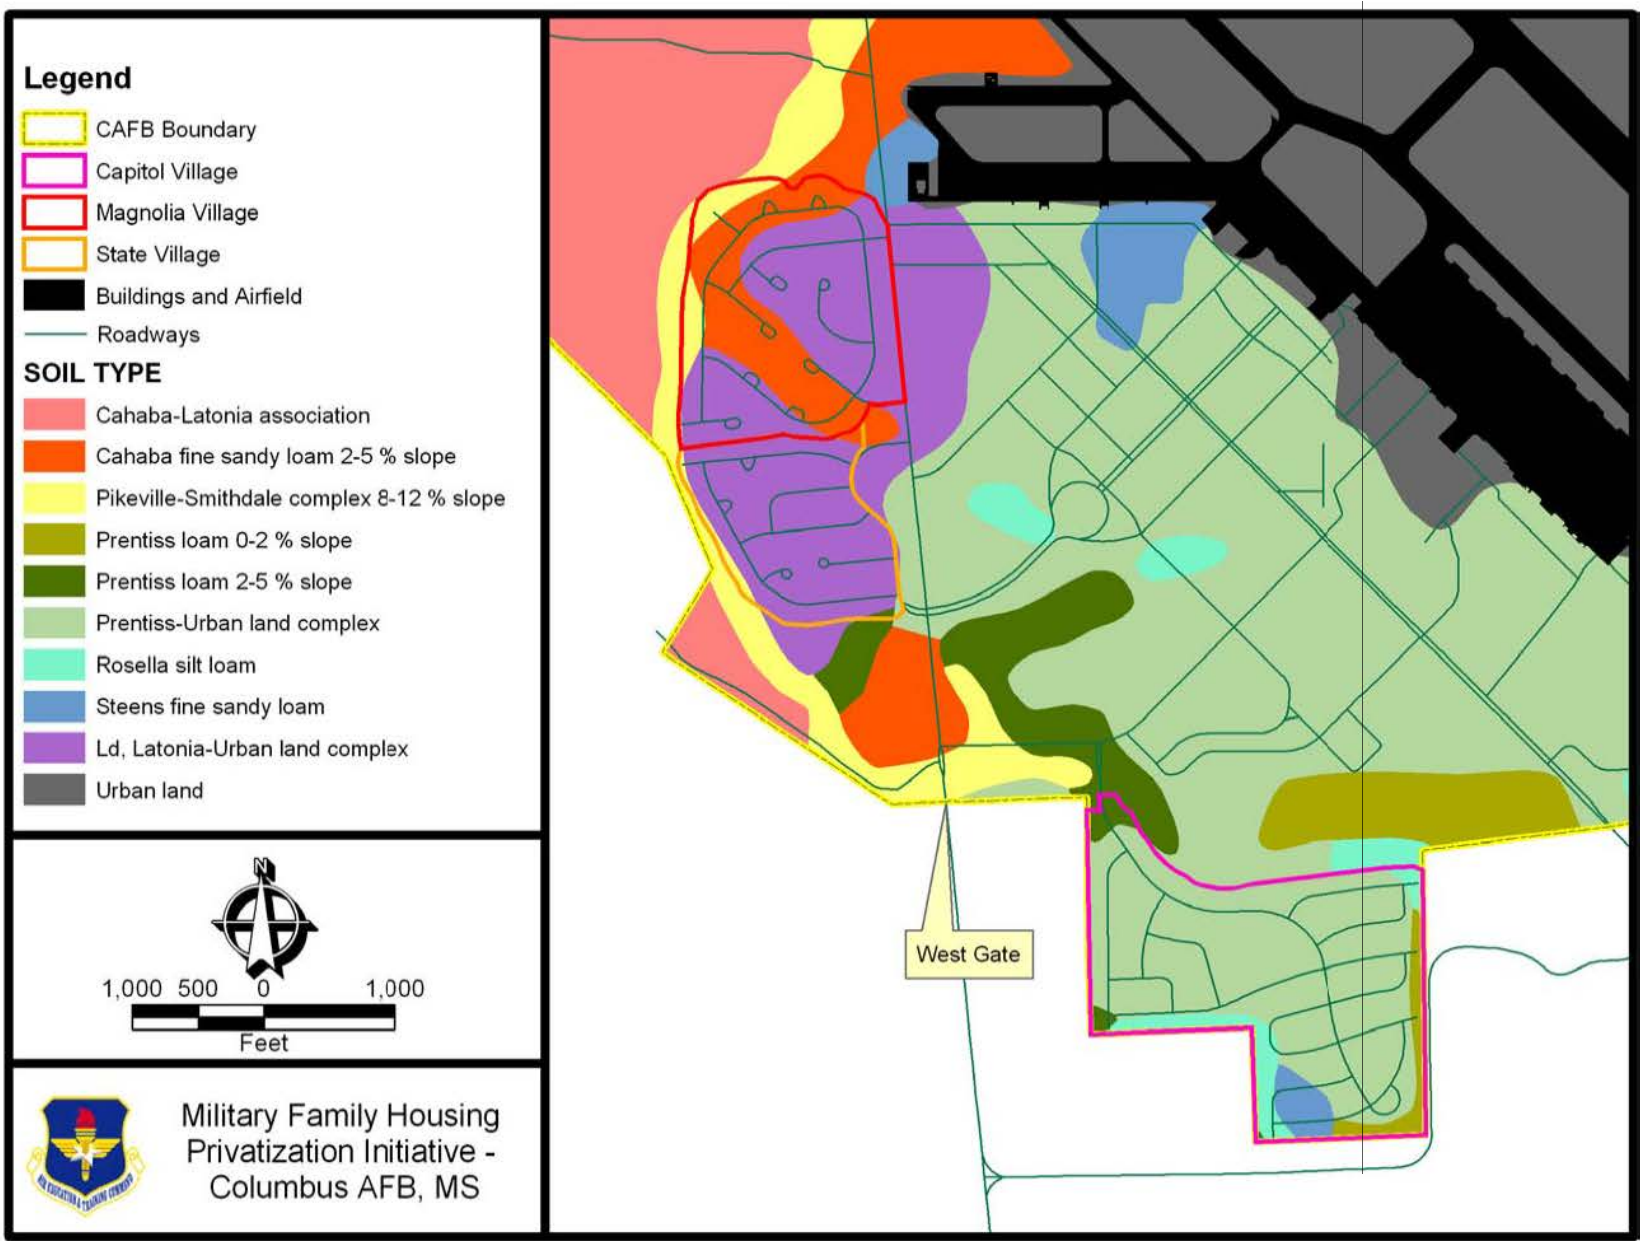 Legend
CAFB Boundary
Capitol Village
Magnolia Village
State Village
Buildings and Airfield
Roadways
SOIL TYPE
Cahaba-Latonia association
Cahaba fine sandy loam 2-5 % slope
Pikeville-Smithdale complex 8-12 % slope
Prentiss loam 0-2 % slope
Prentiss loam 2-5 % slope
Prentiss-Urban land complex
Rosella silt loam
Steens fine sandy loam
Ld, Latonia-Urban land complex
Urban land
N
1,000 500 0 1,000
Feet
Military Family Housing
Privatization Initiative -
Columbus AFB, MS
AIR EDUCATION & TRAINING COMMAND
West Gate